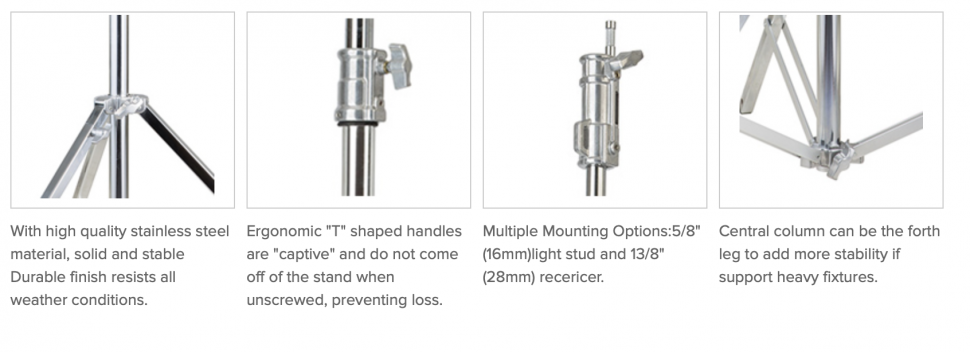 With high quality stainless steel
material, solid and stable
Durable finish resists all
weather conditions.
Ergonomic "T" shaped handles
are "captive" and do not come
off of the stand when
unscrewed, preventing loss.
Multiple Mounting Options:5/8"
(16mm)light stud and 13/8"
(28mm) recericer.
Central column can be the forth
leg to add more stability if
support heavy fixtures.